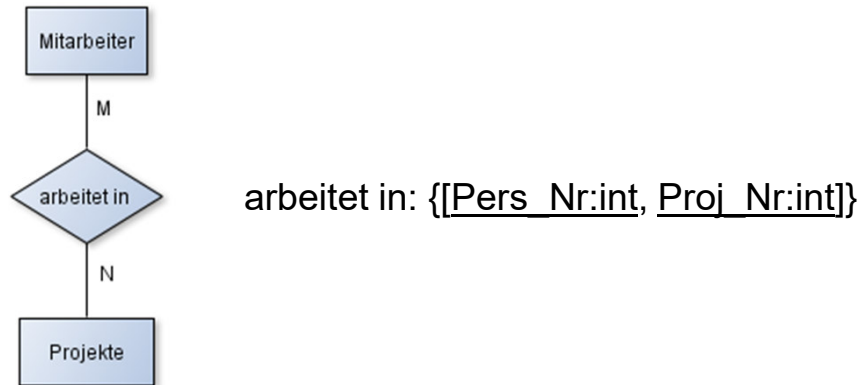 Mitarbeiter
M
arbeitet in
arbeitet in: {[Pers_Nr:int, Proj_Nr:int]}
N
Projekte